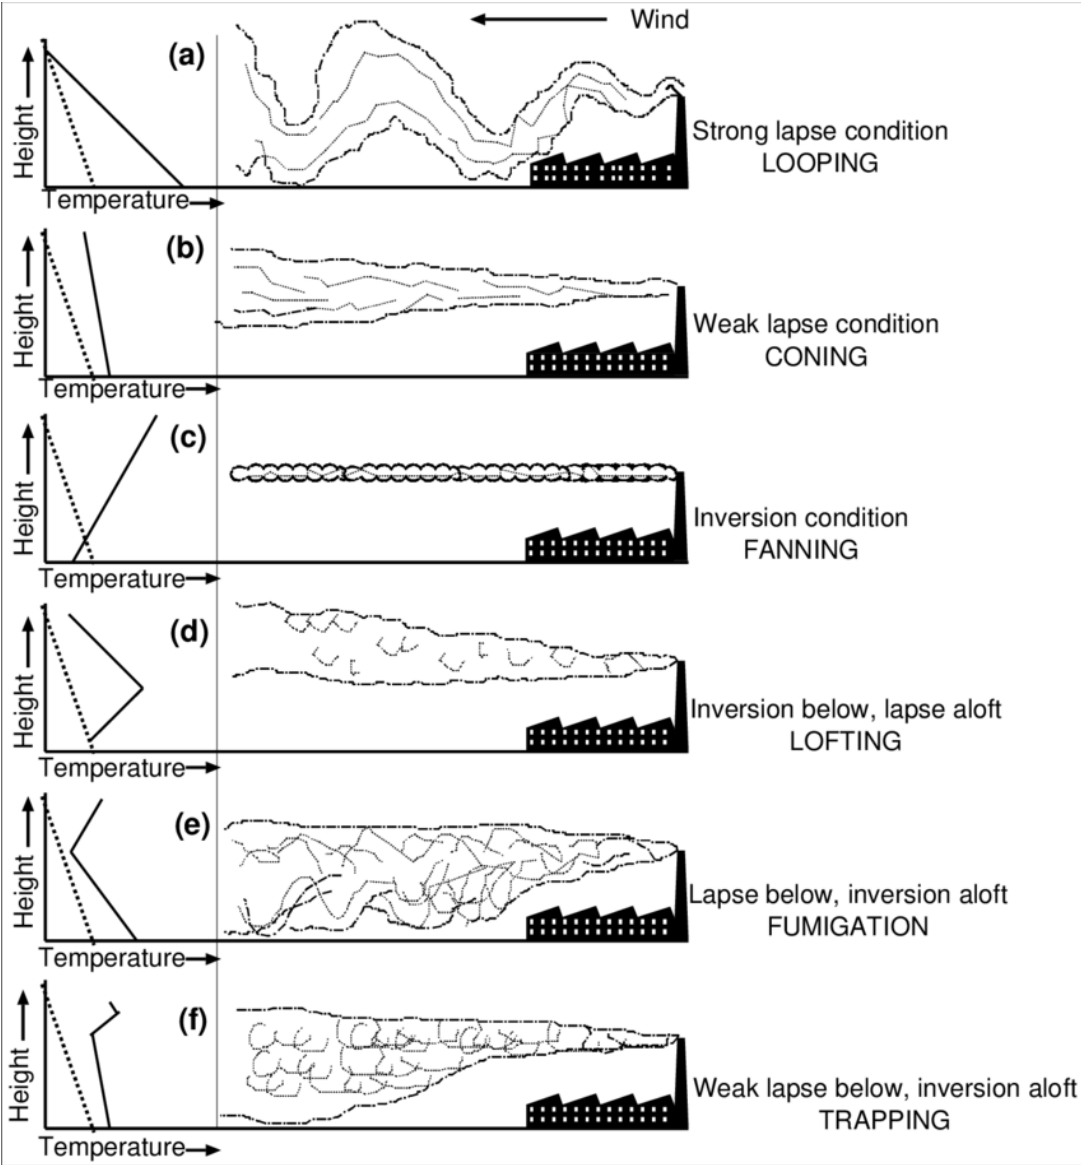 Wind
(a)
Height
Strong lapse condition
LOOPING
Temperature
(b)
Height
Weak lapse condition
CONING
Temperature
(c)
Height
Inversion condition
FANNING
Temperature
(d)
Height
Inversion below, lapse aloft
LOFTING
Temperature
(e)
Height
Lapse below, inversion aloft
FUMIGATION
Temperature
(f)
Height
Weak lapse below, inversion aloft
TRAPPING
Temperature